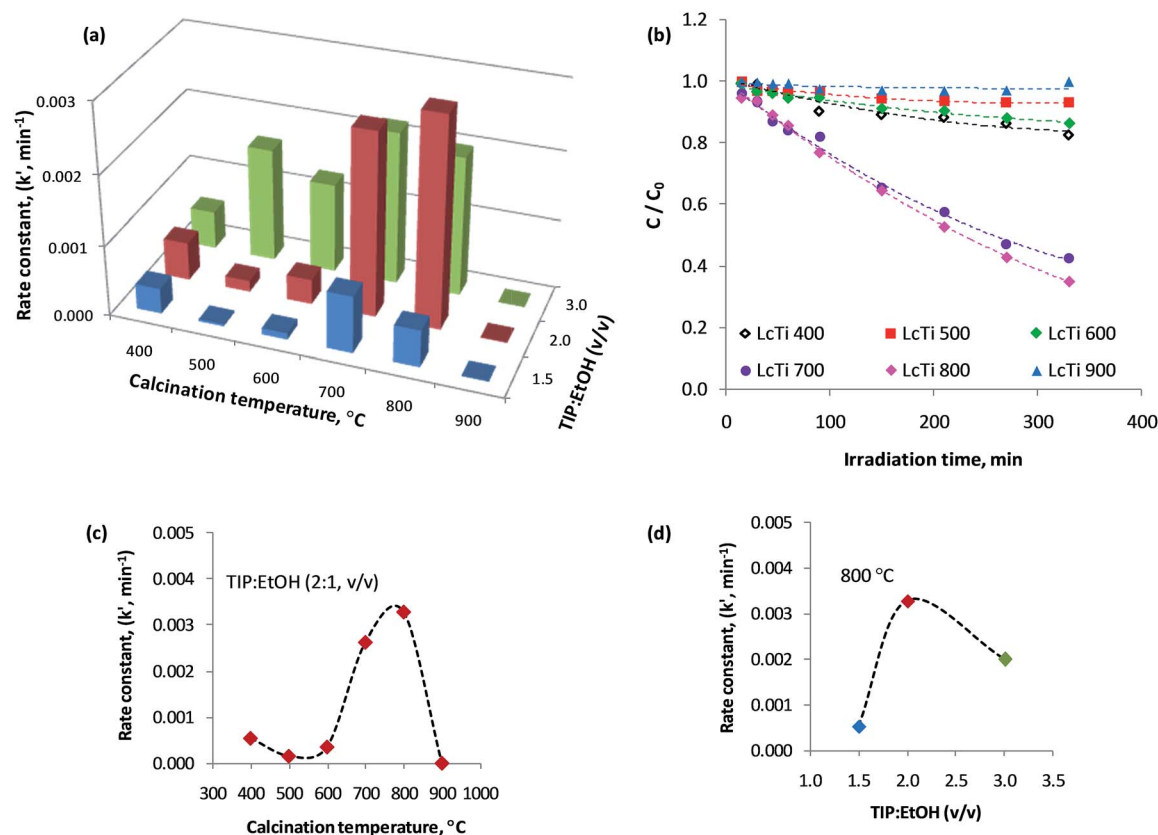 (a)
Rate constant, (k', min⁻¹)
0.003
0.002
0.001
0.000
400
500
600
700
800
900
Calcination temperature, °C
3.0
2.0
1.5
TIP:EtOH (v/v)
(b)
C / C₀
1.2
1.0
0.8
0.6
0.4
0.2
0.0
LcTi 400 LcTi 500 LcTi 600
LcTi 700 LcTi 800 LcTi 900
0 100 200 300 400
Irradiation time, min
(c)
Rate constant, (k', min⁻¹)
0.005
0.004
TIP:EtOH (2:1, v/v)
0.003
0.002
0.001
0.000
300 400 500 600 700 800 900 1000
Calcination temperature, °C
(d)
Rate constant, (k', min⁻¹)
0.005
0.004
800 °C
0.003
0.002
0.001
0.000
1.0 1.5 2.0 2.5 3.0 3.5
TIP:EtOH (v/v)